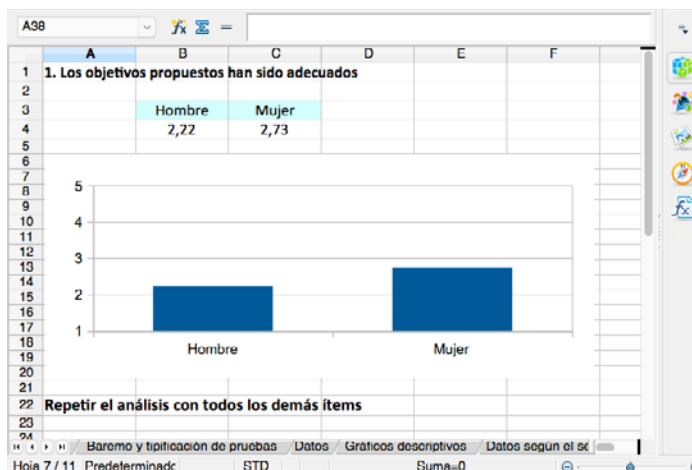 A38
A B C D E F
1 1. Los objetivos propuestos han sido adecuados
2
3 Hombre Mujer
4 2,22 2,73
5
6
7
8
9
10
11
12
13
14
15
16
17
18
19
20
21
22 Repetir el análisis con todos los demás ítems
23
24
5
4
3
2
1
Hombre Mujer
Baremo y tipificación de pruebas Datos Gráficos descriptivos Datos según el se
Hoja 7 / 11 Predeterminado STD Suma=0